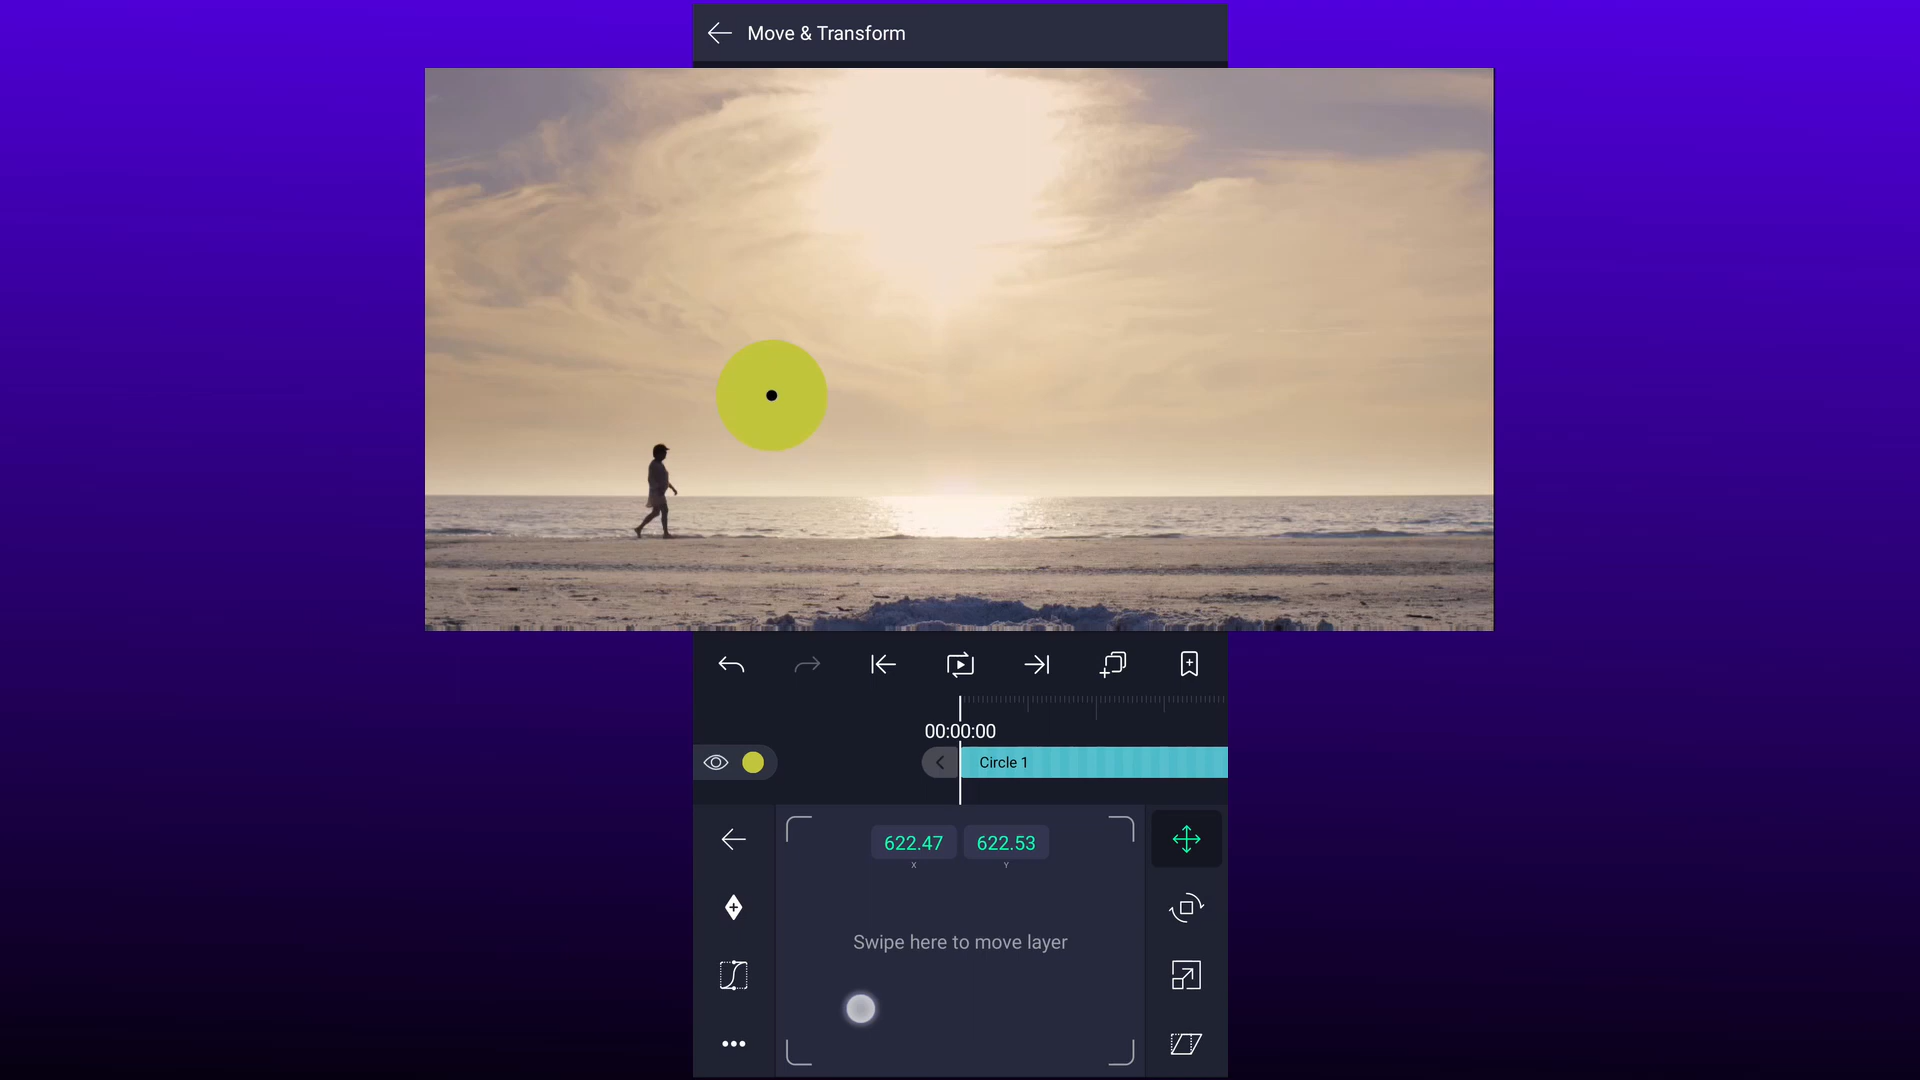 Move & Transform
00:00:00
Circle 1
622.47 622.53
X Y
Swipe here to move layer